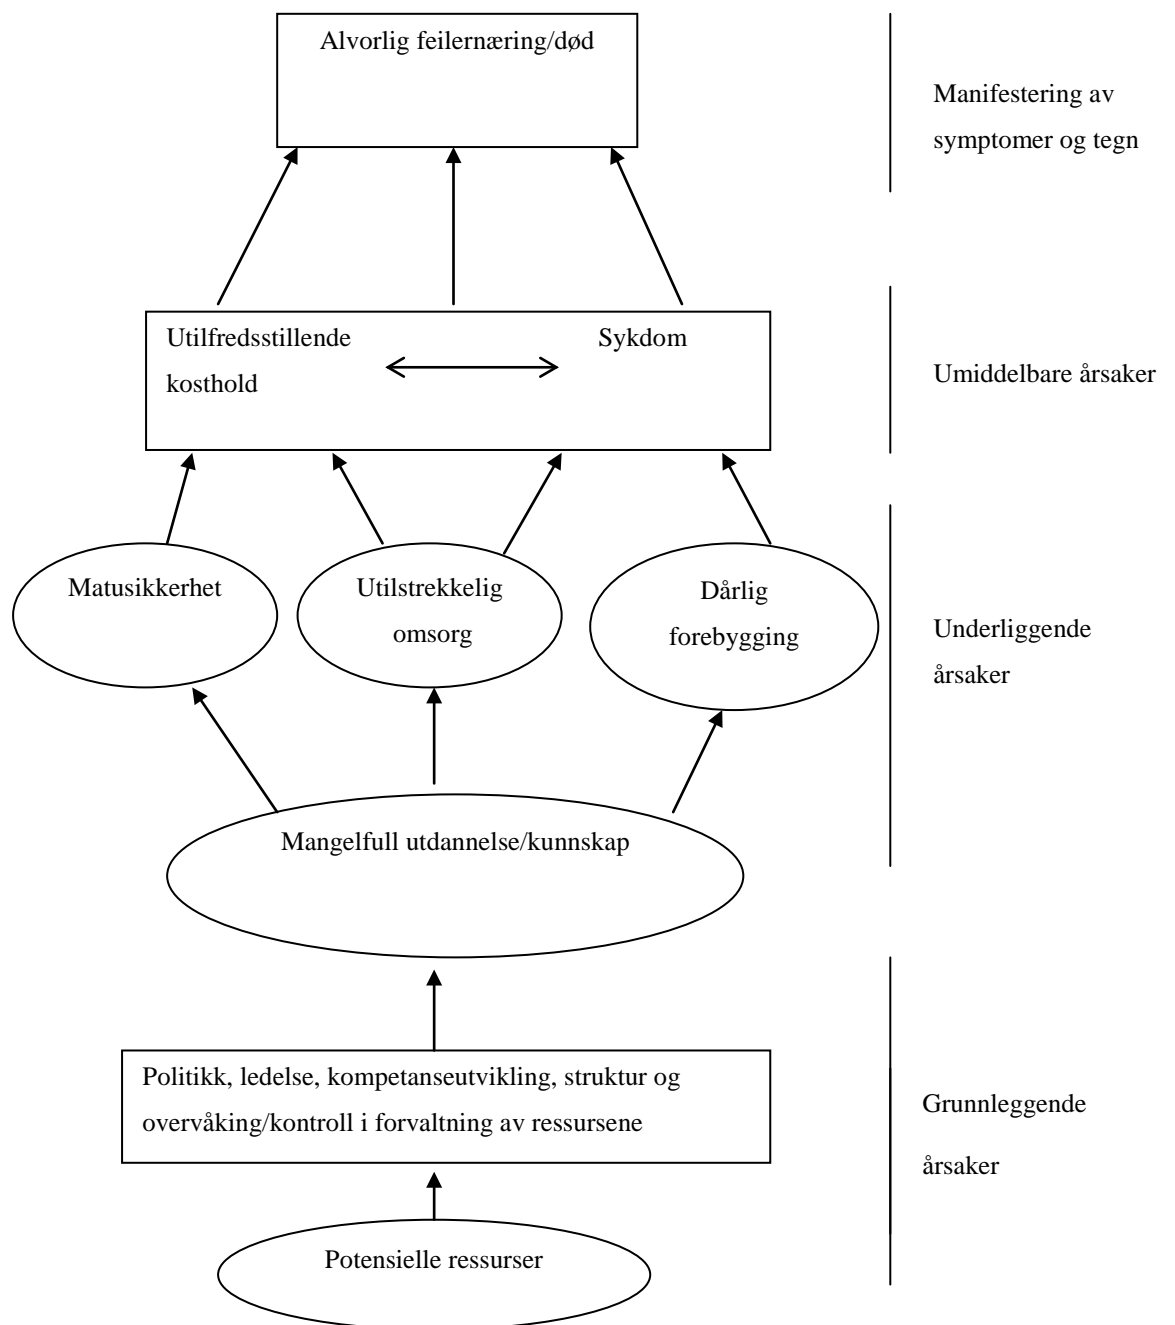 Alvorlig feilernæring/død
Manifestering av
symptomer og tegn
Utilfredsstillende
kosthold
Sykdom
Umiddelbare årsaker
Matusikkerhet
Utilstrekkelig
omsorg
Dårlig
forebygging
Underliggende
årsaker
Mangelfull utdannelse/kunnskap
Politikk, ledelse, kompetanseutvikling, struktur og
overvåking/kontroll i forvaltning av ressursene
Grunnleggende
årsaker
Potensielle ressurser